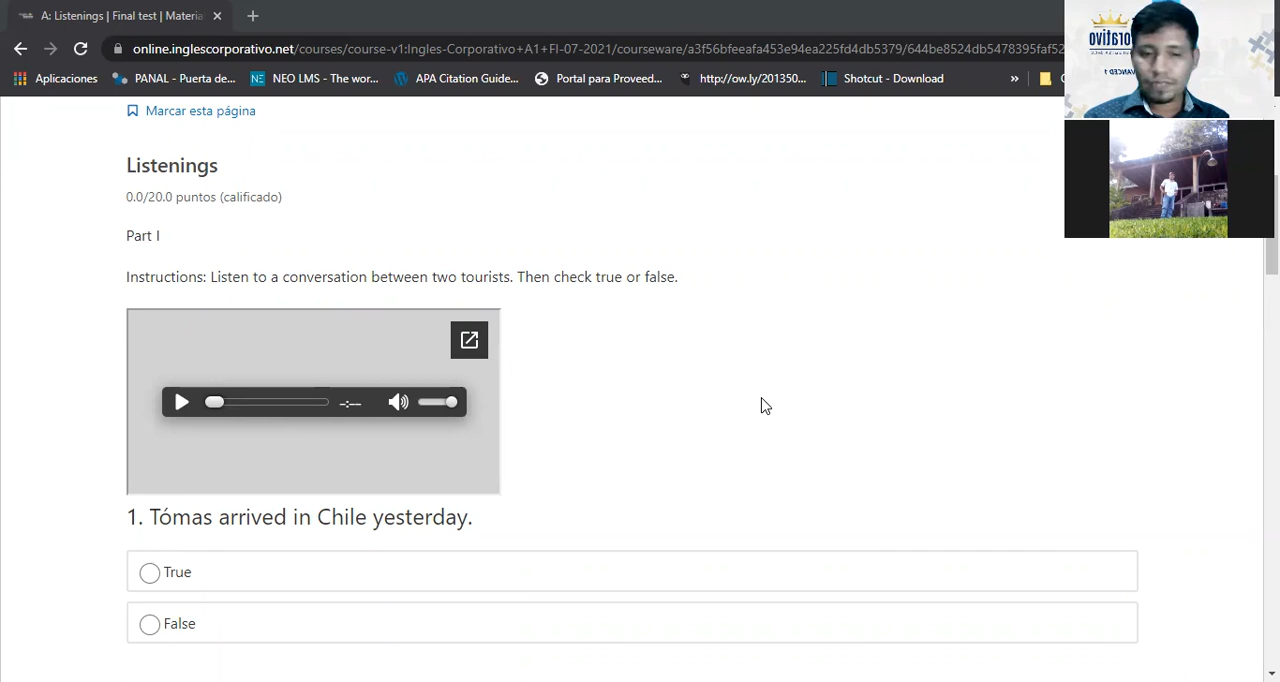 A: Listenings | Final test | Materia
online.inglescorporativo.net/courses/course-v1:Ingles-Corporativo+A1+FI-07-2021/courseware/a3f56bfeeafa453e94ea225fd4db5379/644be8524db5478395faf52
Aplicaciones PANAL - Puerta de... NEO LMS - The wor... APA Citation Guide... Portal para Proveed... http://ow.ly/201350... Shotcut - Download »
Marcar esta página
Listenings
0.0/20.0 puntos (calificado)
Part I
Instructions: Listen to a conversation between two tourists. Then check true or false.
-:--
1. Tómas arrived in Chile yesterday.
True
False